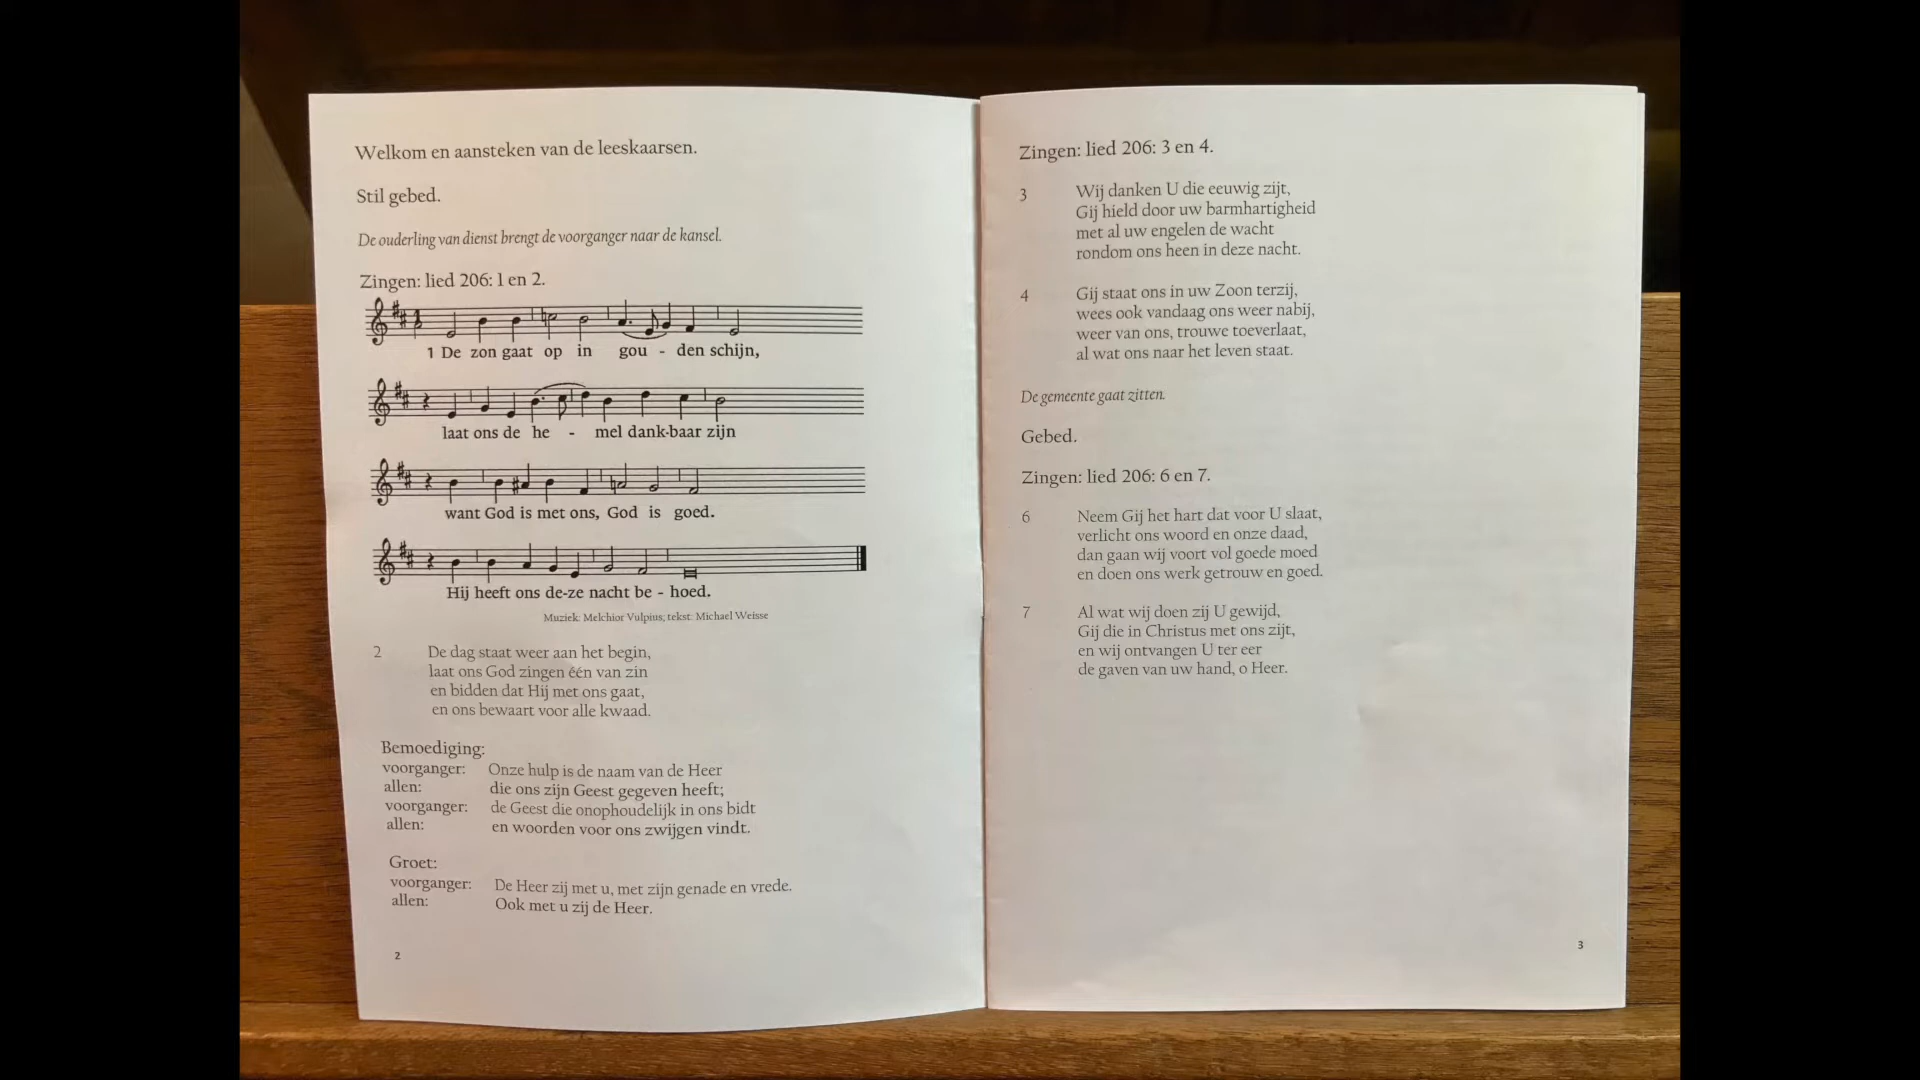 Welkom en aansteken van de leeskaarsen.
Stil gebed.
De ouderling van dienst brengt de voorganger naar de kansel.
Zingen: lied 206: 1 en 2.
1 De zon gaat op in gou - den schijn,
laat ons de he - mel dank-baar zijn
want God is met ons, God is goed.
Hij heeft ons de-ze nacht be - hoed.
Muziek: Melchior Vulpius; tekst: Michael Weisse
2 De dag staat weer aan het begin,
laat ons God zingen één van zin
en bidden dat Hij met ons gaat,
en ons bewaart voor alle kwaad.
Bemoediging:
voorganger: Onze hulp is de naam van de Heer
allen: die ons zijn Geest gegeven heeft;
voorganger: de Geest die onophoudelijk in ons bidt
allen: en woorden voor ons zwijgen vindt.
Groet:
voorganger: De Heer zij met u, met zijn genade en vrede.
allen: Ook met u zij de Heer.
2
Zingen: lied 206: 3 en 4.
3 Wij danken U die eeuwig zijt,
Gij hield door uw barmhartigheid
met al uw engelen de wacht
rondom ons heen in deze nacht.
4 Gij staat ons in uw Zoon terzij,
wees ook vandaag ons weer nabij,
weer van ons, trouwe toeverlaat,
al wat ons naar het leven staat.
De gemeente gaat zitten.
Gebed.
Zingen: lied 206: 6 en 7.
6 Neem Gij het hart dat voor U slaat,
verlicht ons woord en onze daad,
dan gaan wij voort vol goede moed
en doen ons werk getrouw en goed.
7 Al wat wij doen zij U gewijd,
Gij die in Christus met ons zijt,
en wij ontvangen U ter eer
de gaven van uw hand, o Heer.
3